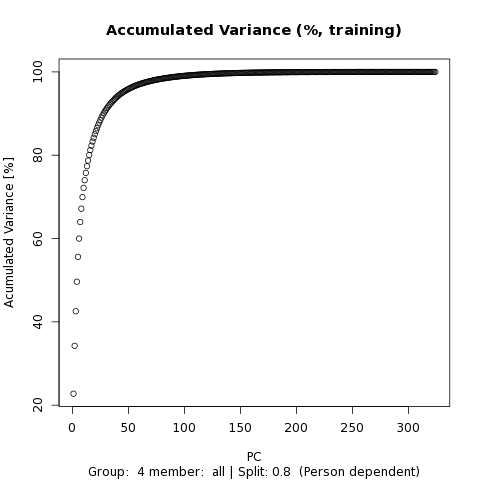 Accumulated Variance (%, training)
100
80
60
40
20
Acumulated Variance [%]
0 50 100 150 200 250 300
PC
Group: 4 member: all | Split: 0.8 (Person dependent)